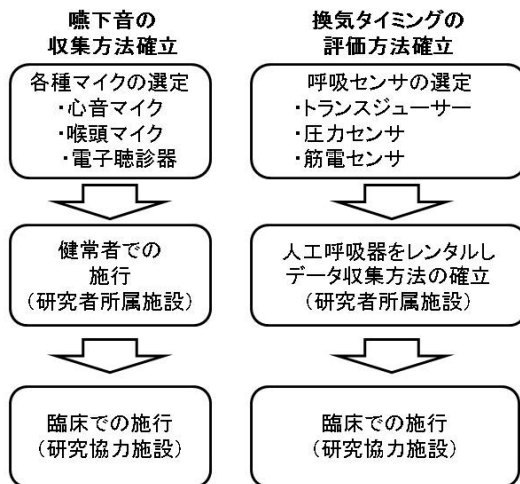 嚥下音の
収集方法確立
各種マイクの選定
・心音マイク
・喉頭マイク
・電子聴診器
健常者での
施行
(研究者所属施設)
臨床での施行
(研究協力施設)
換気タイミングの
評価方法確立
呼吸センサの選定
・トランスジューサー
・圧力センサ
・筋電センサ
人工呼吸器をレンタルし
データ収集方法の確立
(研究者所属施設)
臨床での施行
(研究協力施設)